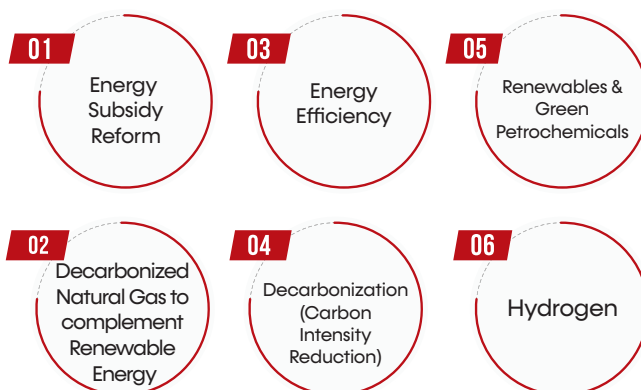 01
Energy
Subsidy
Reform
02
Decarbonized
Natural Gas to
complement
Renewable
Energy
03
Energy
Efficiency
04
Decarbonization
(Carbon
Intensity
Reduction)
05
Renewables &
Green
Petrochemicals
06
Hydrogen